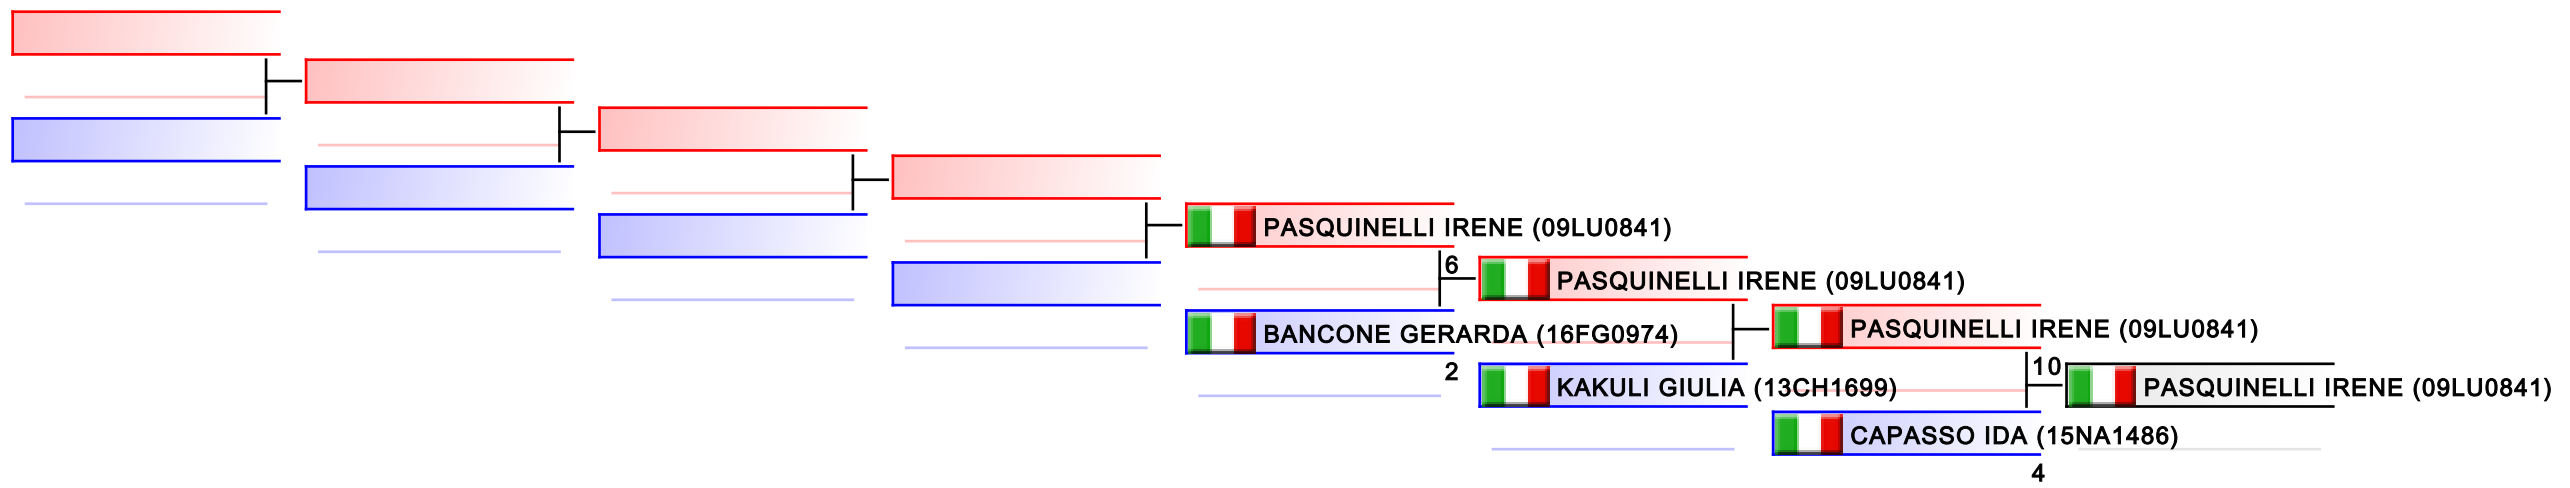 PASQUINELLI IRENE (09LU0841)
6
PASQUINELLI IRENE (09LU0841)
BANCONE GERARDA (16FG0974)
PASQUINELLI IRENE (09LU0841)
2
10
KAKULI GIULIA (13CH1699)
PASQUINELLI IRENE (09LU0841)
CAPASSO IDA (15NA1486)
4